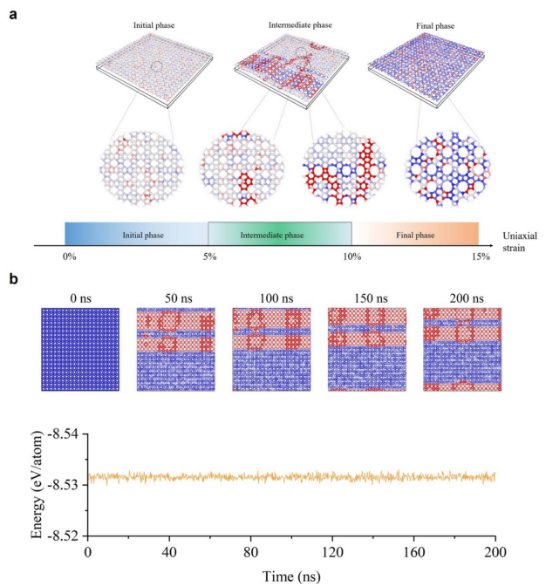 a
Initial phase
Intermediate phase
Final phase
Initial phase
Intermediate phase
Final phase
Uniaxial
strain
0%
5%
10%
15%
b
0 ns
50 ns
100 ns
150 ns
200 ns
-8.54
-8.53
-8.52
Energy (eV/atom)
0
40
80
120
160
200
Time (ns)